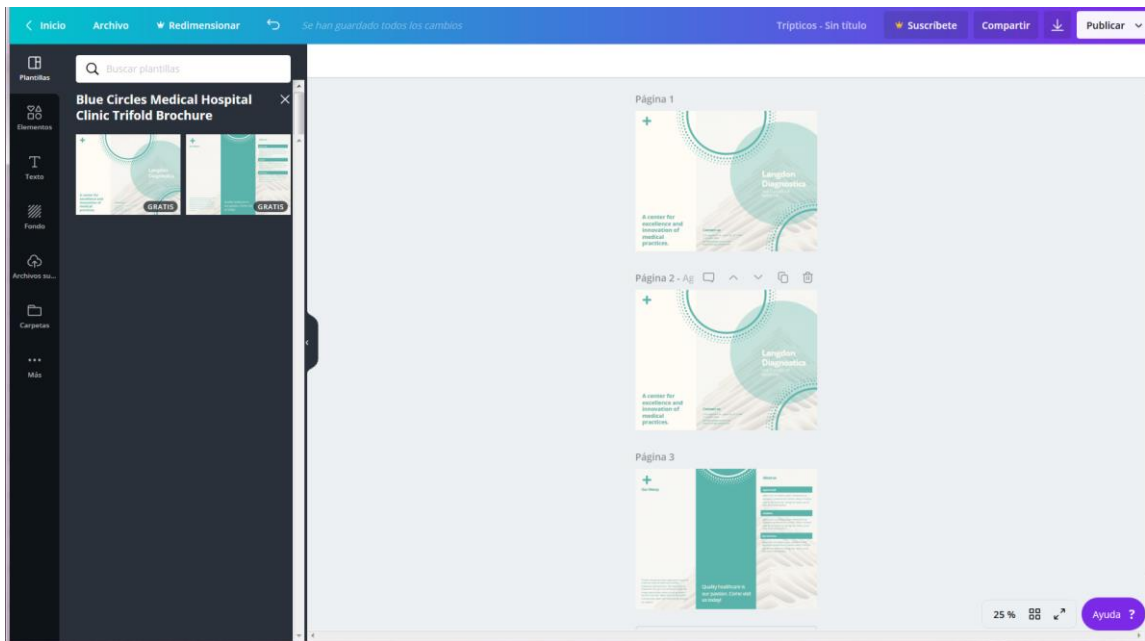 Inicio
Archivo
Redimensionar
Se han guardado todos los cambios
Trípticos - Sin título
Suscríbete
Compartir
Publicar
Plantillas
Elementos
Texto
Fondo
Archivos su...
Carpetas
Más
Buscar plantillas
Blue Circles Medical Hospital
Clinic Trifold Brochure
GRATIS
GRATIS
Página 1
Langdon
Diagnostics
A center for
excellence and
innovation of
medical
practices.
Página 2 - Ag
Langdon
Diagnostics
A center for
excellence and
innovation of
medical
practices.
Página 3
Quality healthcare is
our passion. Come visit
us today!
25 %
Ayuda ?